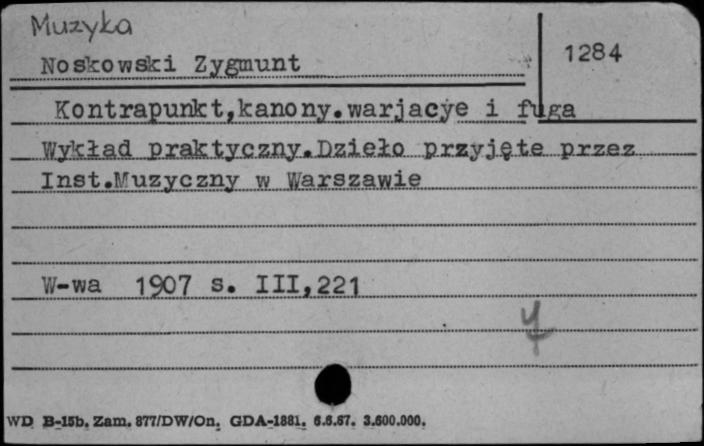 Muzyka
1284
Noskowski Zygmunt
Kontrapunkt,kanony.warjacye i fuga
Wykład praktyczny.Dzieło przyjęte przez
Inst.Muzyczny w Warszawie
W-wa 1907 s. III,221
WD B-15b. Zam. 877/DW/On. GDA-1881. 6.6.67. 3.600.000.